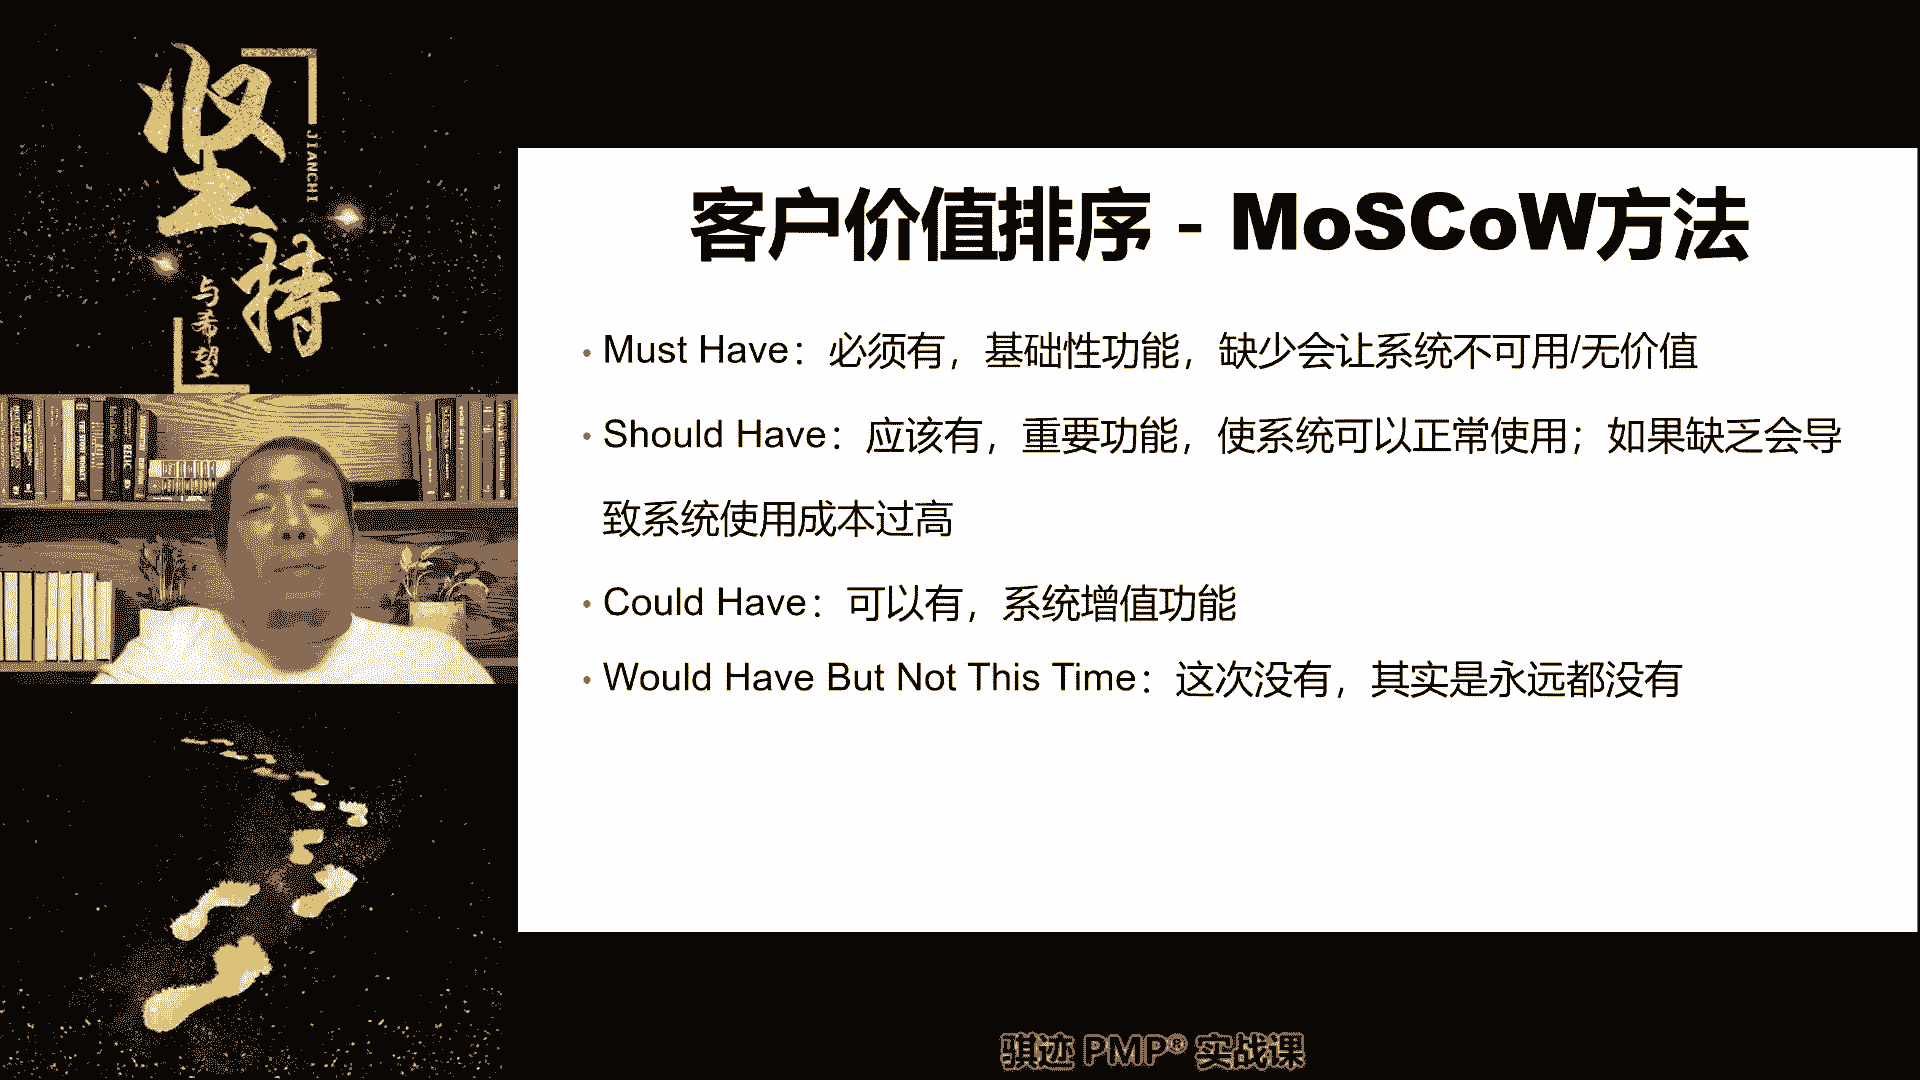 坚持
JIANCHI
与希望
客户价值排序 - MoSCoW方法
• Must Have：必须有，基础性功能，缺少会让系统不可用/无价值
• Should Have：应该有，重要功能，使系统可以正常使用；如果缺乏会导
致系统使用成本过高
• Could Have：可以有，系统增值功能
• Would Have But Not This Time：这次没有，其实是永远都没有
骐迹 PMP® 实战课